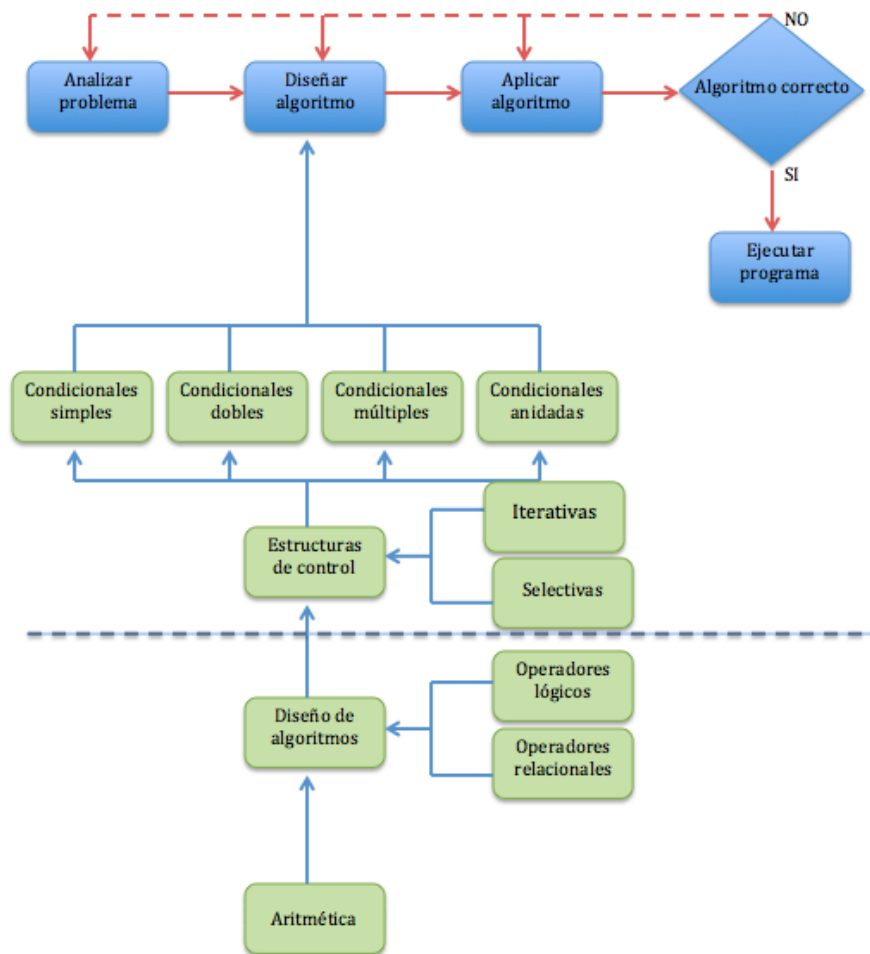 NO
Analizar
problema
Diseñar
algoritmo
Aplicar
algoritmo
Algoritmo correcto
SI
Ejecutar
programa
Condicionales
simples
Condicionales
dobles
Condicionales
múltiples
Condicionales
anidadas
Iterativas
Estructuras
de control
Selectivas
Operadores
lógicos
Diseño de
algoritmos
Operadores
relacionales
Aritmética